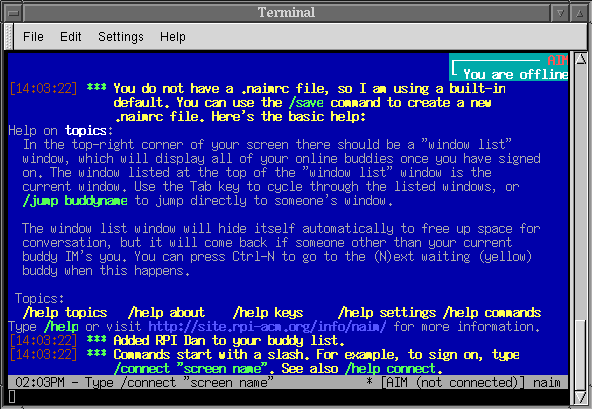 Terminal
File Edit Settings Help
AIM
You are offline
[14:03:22] *** You do not have a .naimrc file, so I am using a built-in
default. You can use the /save command to create a new
.naimrc file. Here's the basic help:
Help on topics:
In the top-right corner of your screen there should be a "window list"
window, which will display all of your online buddies once you have signed
on. The window listed at the top of the "window list" window is the
current window. Use the Tab key to cycle through the listed windows, or
/jump buddyname to jump directly to someone's window.
The window list window will hide itself automatically to free up space for
conversation, but it will come back if someone other than your current
buddy IM's you. You can press Ctrl-N to go to the (N)ext waiting (yellow)
buddy when this happens.
Topics:
/help topics /help about /help keys /help settings /help commands
Type /help or visit http://site.rpi-acm.org/info/naim/ for more information.
[14:03:22] *** Added RPI Dan to your buddy list.
[14:03:22] *** Commands start with a slash. For example, to sign on, type
/connect "screen name". See also /help connect.
02:03PM - Type /connect "screen name" * [AIM (not connected)] naim